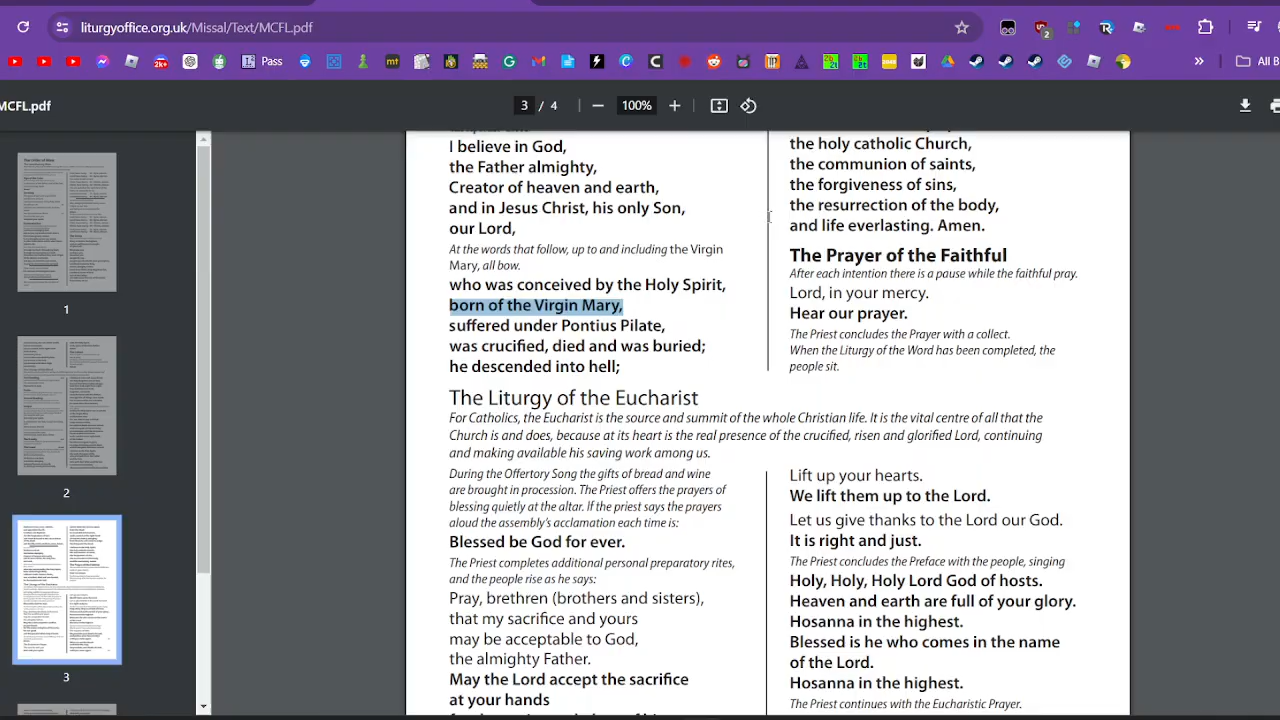 liturgyoffice.org.uk/Missal/Text/MCFL.pdf
Pass
All B
MCFL.pdf
3 / 4
100%
1
2
3
I believe in God,
the Father almighty,
Creator of heaven and earth,
and in Jesus Christ, his only Son,
our Lord,
At the words that follow, up to and including the Virgin
Mary, all bow.
who was conceived by the Holy Spirit,
born of the Virgin Mary,
suffered under Pontius Pilate,
was crucified, died and was buried;
he descended into hell;
the holy catholic Church,
the communion of saints,
the forgiveness of sins,
the resurrection of the body,
and life everlasting. Amen.
The Prayer of the Faithful
After each intention there is a pause while the faithful pray.
Lord, in your mercy.
Hear our prayer.
The Priest concludes the Prayer with a collect.
When the Liturgy of the Word has been completed, the
people sit.
The Liturgy of the Eucharist
For Catholics, the Eucharist is the source and summit of the whole Christian life. It is the vital centre of all that the
Church is and does, because at its heart is the real presence of the crucified, risen and glorified Lord, continuing
and making available his saving work among us.
During the Offertory Song the gifts of bread and wine
are brought in procession. The Priest offers the prayers of
blessing quietly at the altar. If the priest says the prayers
aloud the assembly's acclamation each time is:
Blessed be God for ever.
After the Priest has completed personal preparatory rites
the people rise and he says:
Pray, brethren (brothers and sisters),
that my sacrifice and yours
may be acceptable to God,
the almighty Father.
May the Lord accept the sacrifice
at your hands
Lift up your hearts.
We lift them up to the Lord.
Let us give thanks to the Lord our God.
It is right and just.
The Priest concludes the Preface with the people, singing
Holy, Holy, Holy Lord God of hosts.
Heaven and earth are full of your glory.
Hosanna in the highest.
Blessed is he who comes in the name
of the Lord.
Hosanna in the highest.
The Priest continues with the Eucharistic Prayer.